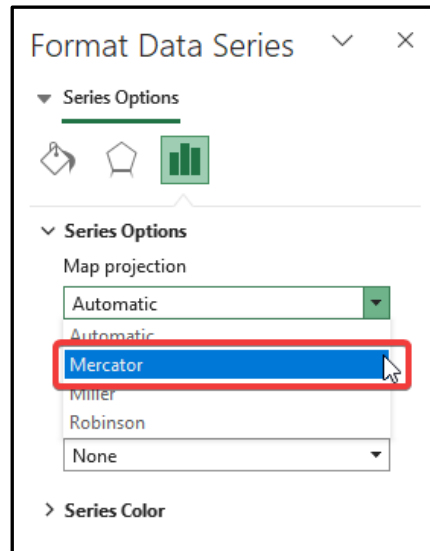 Format Data Series
Series Options
Series Options
Map projection
Automatic
Automatic
Mercator
Miller
Robinson
None
Series Color